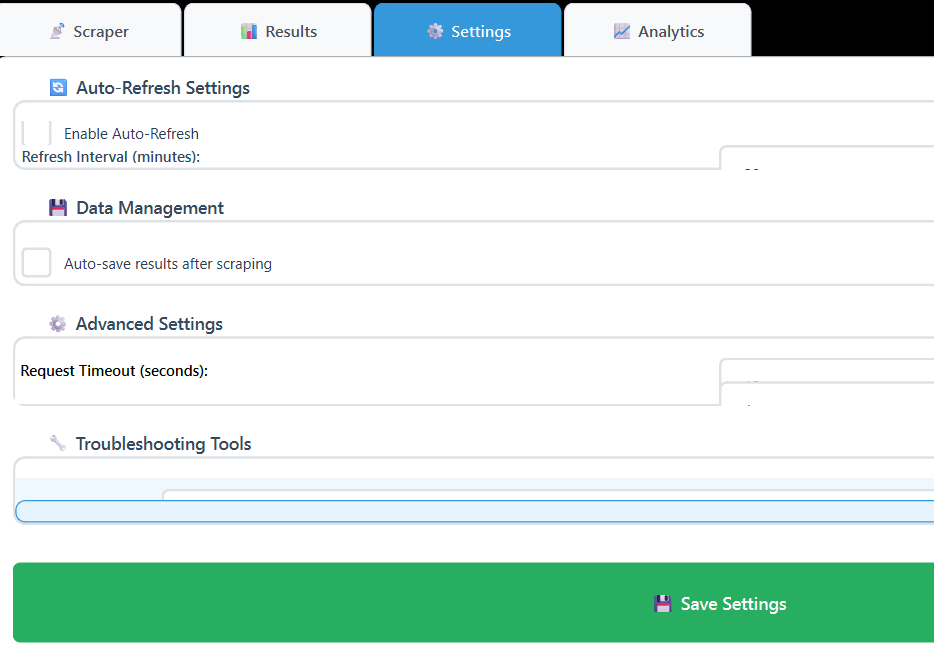 Scraper
Results
Settings
Analytics
Auto-Refresh Settings
Enable Auto-Refresh
Refresh Interval (minutes):
Data Management
Auto-save results after scraping
Advanced Settings
Request Timeout (seconds):
Troubleshooting Tools
Save Settings